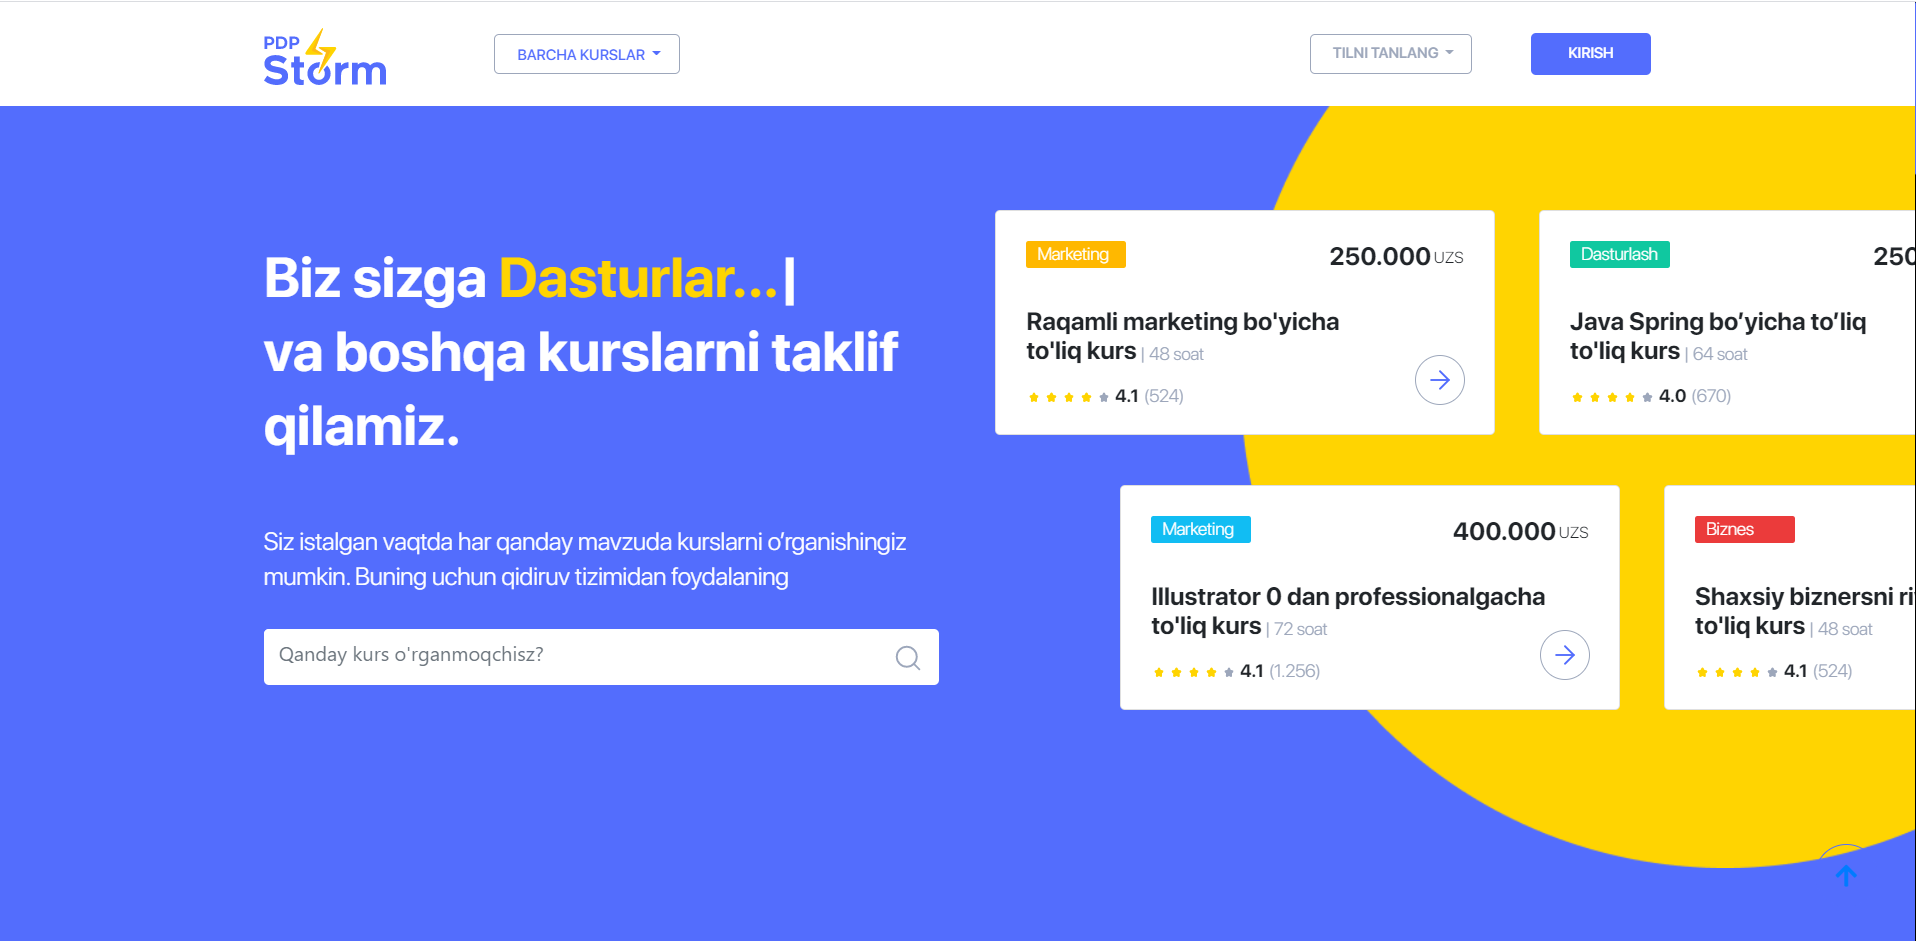 PDP
Storm
BARCHA KURSLAR
TILNI TANLANG
KIRISH
Biz sizga Dasturlar...|
va boshqa kurslarni taklif
qilamiz.
Siz istalgan vaqtda har qanday mavzuda kurslarni o’rganishingiz
mumkin. Buning uchun qidiruv tizimidan foydalaning
Qanday kurs o'rganmoqchisz?
Marketing
250.000 UZS
Raqamli marketing bo'yicha
to'liq kurs | 48 soat
4.1 (524)
Dasturlash
250
Java Spring bo’yicha to’liq
to'liq kurs | 64 soat
4.0 (670)
Marketing
400.000 UZS
Illustrator 0 dan professionalgacha
to'liq kurs | 72 soat
4.1 (1.256)
Biznes
Shaxsiy biznersni
to'liq kurs | 48 soat
4.1 (524)